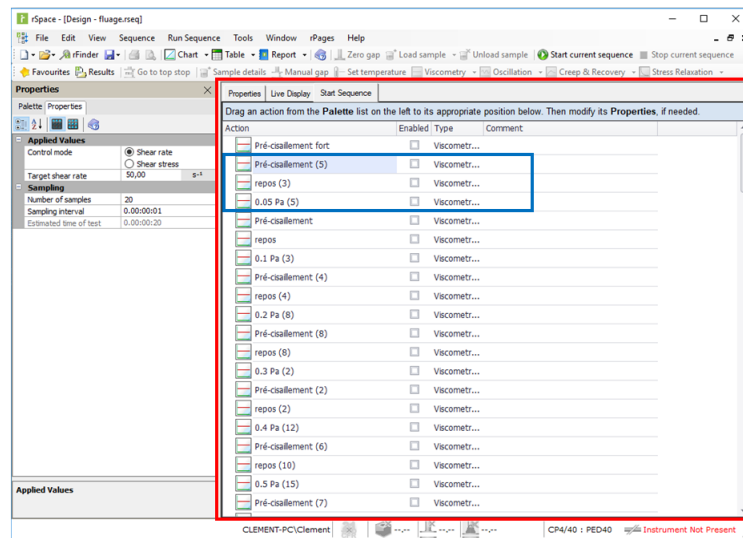 rSpace - [Design - fluage.rseq]
File Edit View Sequence Run Sequence Tools Window rPages Help
rFinder Chart Table Report Zero gap Load sample Unload sample Start current sequence Stop current sequence
Favourites Results Go to top stop Sample details Manual gap Set temperature Viscometry Oscillation Creep & Recovery Stress Relaxation
Properties
Palette Properties
Applied Values
Control mode Shear rate
Shear stress
Target shear rate 50,00 s-1
Sampling
Number of samples 20
Sampling interval 0.00:00:01
Estimated time of test 0.00:00:20
Applied Values
Properties Live Display Start Sequence
Drag an action from the Palette list on the left to its appropriate position below. Then modify its Properties, if needed.
Action Enabled Type Comment
Pré-cisaillement fort Viscometr...
Pré-cisaillement (5) Viscometr...
repos (3) Viscometr...
0.05 Pa (5) Viscometr...
Pré-cisaillement Viscometr...
repos Viscometr...
0.1 Pa (3) Viscometr...
Pré-cisaillement (4) Viscometr...
repos (4) Viscometr...
0.2 Pa (8) Viscometr...
Pré-cisaillement (8) Viscometr...
repos (8) Viscometr...
0.3 Pa (2) Viscometr...
Pré-cisaillement (2) Viscometr...
repos (2) Viscometr...
0.4 Pa (12) Viscometr...
Pré-cisaillement (6) Viscometr...
repos (10) Viscometr...
0.5 Pa (15) Viscometr...
Pré-cisaillement (7) Viscometr...
CLEMENT-PC\Clement --,-- --,-- --,-- CP4/40 : PED40 Instrument Not Present